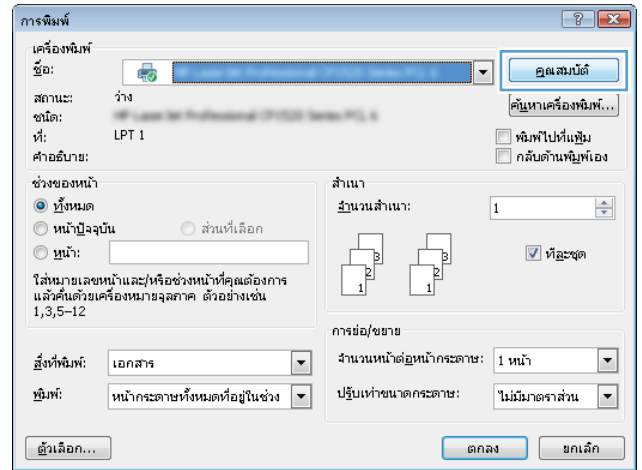 การพิมพ์
เครื่องพิมพ์
ชื่อ:
คุณสมบัติ
สถานะ: ว่าง
ค้นหาเครื่องพิมพ์...
ชนิด:
ที่: LPT 1
พิมพ์ไปที่แฟ้ม
คำอธิบาย:
กลับด้านพิมพ์เอง
ช่วงของหน้า
ทั้งหมด
หน้าปัจจุบัน ส่วนที่เลือก
หน้า:
ใส่หมายเลขหน้าและ/หรือช่วงหน้าที่คุณต้องการ
แล้วคั่นด้วยเครื่องหมายจุลภาค ตัวอย่างเช่น
1,3,5–12
สำเนา
จำนวนสำเนา: 1
3 3
2 2
1 1
ทีละชุด
สิ่งที่พิมพ์: เอกสาร
พิมพ์: หน้ากระดาษทั้งหมดที่อยู่ในช่วง
การย่อ/ขยาย
จำนวนหน้าต่อหน้ากระดาษ: 1 หน้า
ปรับเท่าขนาดกระดาษ: ไม่มีมาตราส่วน
ตัวเลือก...
ตกลง ยกเลิก